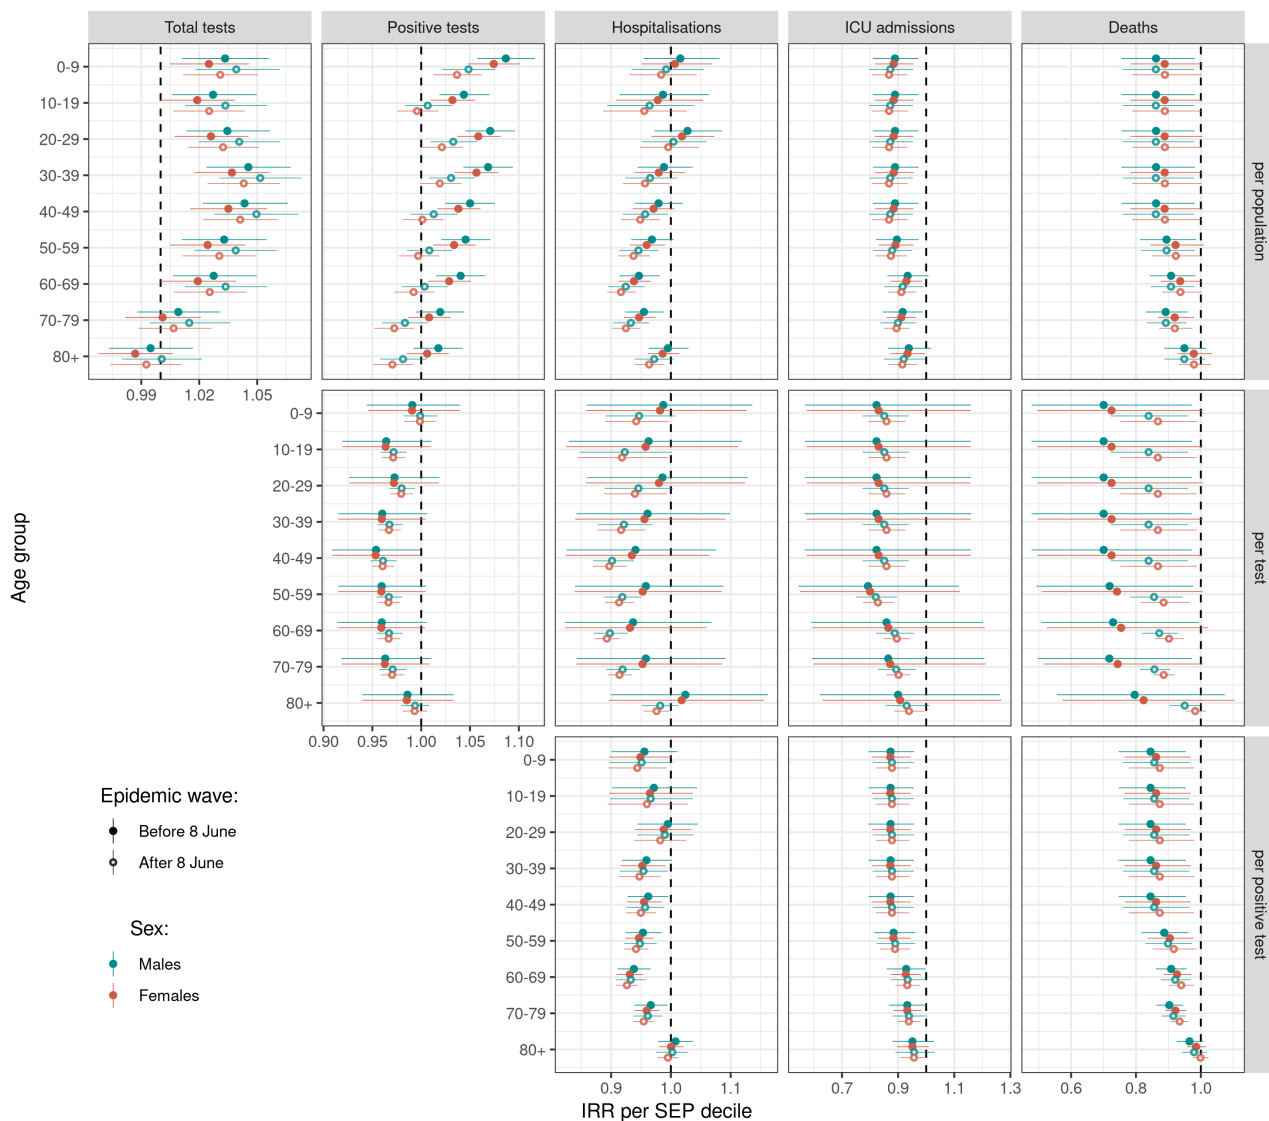 Total tests Positive tests Hospitalisations ICU admissions Deaths
0-9
10-19
20-29
30-39
40-49
50-59
60-69
70-79
80+
per population
0.99 1.02 1.05
0-9
10-19
20-29
30-39
40-49
50-59
60-69
70-79
80+
per test
0.90 0.95 1.00 1.05 1.10
0-9
10-19
20-29
30-39
40-49
50-59
60-69
70-79
80+
per positive test
0.9 1.0 1.1 0.7 0.9 1.1 1.3 0.6 0.8 1.0
IRR per SEP decile
Age group
Epidemic wave:
Before 8 June
After 8 June
Sex:
Males
Females